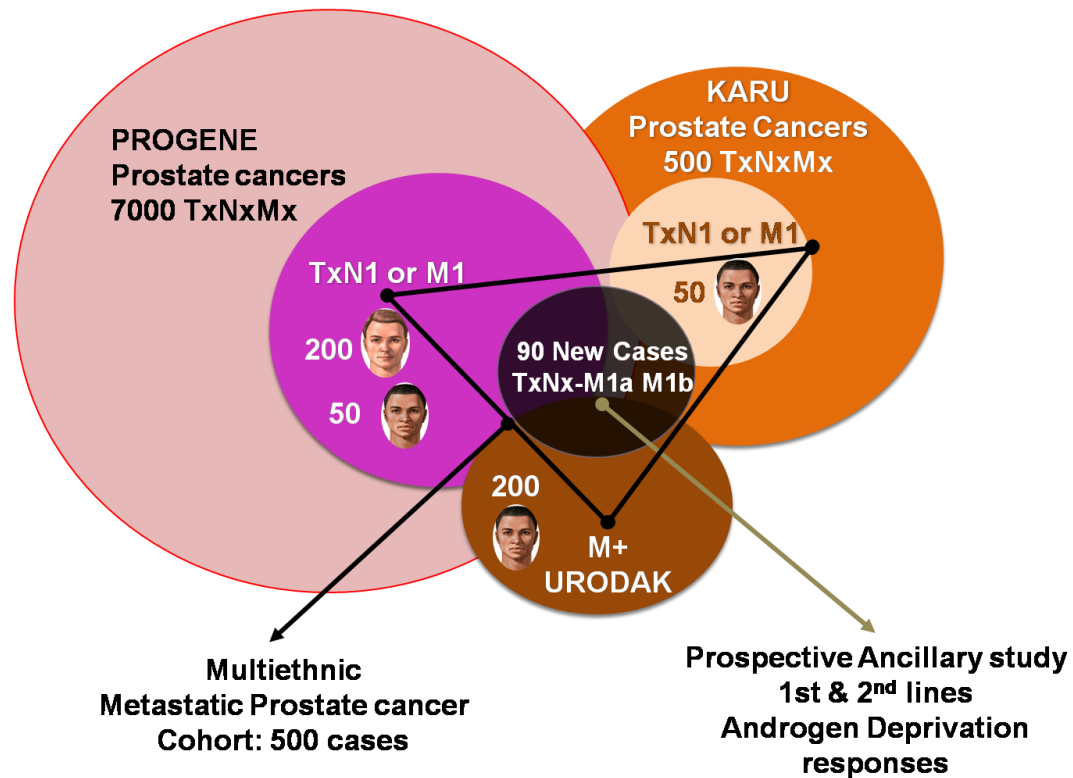 PROGENE
Prostate cancers
7000 TxNxMx
KARU
Prostate Cancers
500 TxNxMx
TxN1 or M1
200
50
TxN1 or M1
50
90 New Cases
TxNx-M1a M1b
200
M+
URODAK
Multiethnic
Metastatic Prostate cancer
Cohort: 500 cases
Prospective Ancillary study
1st & 2nd lines
Androgen Deprivation
responses